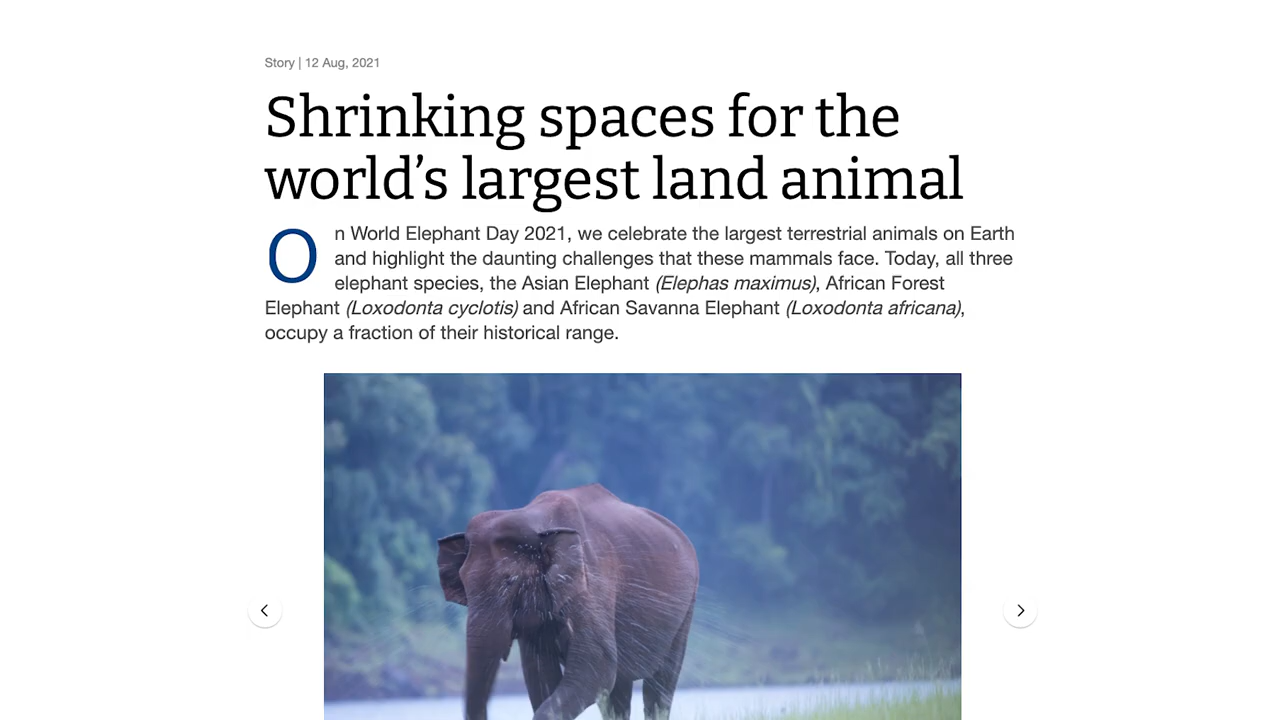 Story | 12 Aug, 2021
Shrinking spaces for the
world’s largest land animal
On World Elephant Day 2021, we celebrate the largest terrestrial animals on Earth
and highlight the daunting challenges that these mammals face. Today, all three
elephant species, the Asian Elephant (Elephas maximus), African Forest
Elephant (Loxodonta cyclotis) and African Savanna Elephant (Loxodonta africana),
occupy a fraction of their historical range.